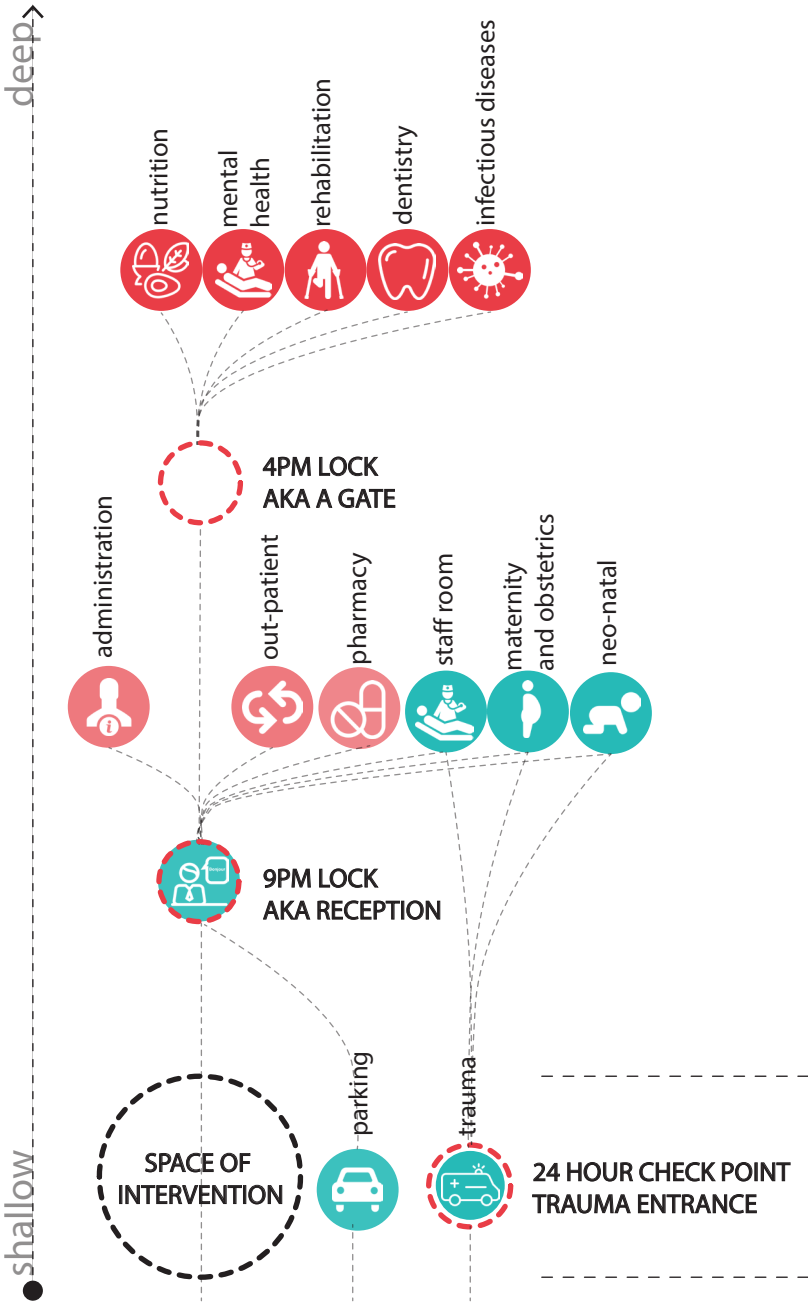 deep
nutrition
mental
health
rehabilitation
dentistry
infectious diseases
4PM LOCK
AKA A GATE
administration
out-patient
pharmacy
staff room
maternity
and obstetrics
neo-natal
9PM LOCK
AKA RECEPTION
parking
trauma
SPACE OF
INTERVENTION
24 HOUR CHECK POINT
TRAUMA ENTRANCE
shallow